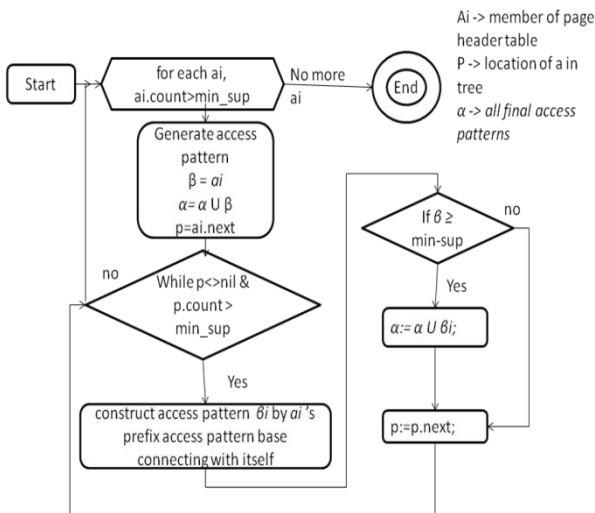 Start
for each ai,
ai.count>min_sup
No more
ai
End
Ai -> member of page
header table
P -> location of a in
tree
α -> all final access
patterns
Generate access
pattern
β = ai
α= α U β
p=ai.next
no
While p<>nil &
p.count>
min_sup
Yes
construct access pattern βi by ai 's
prefix access pattern base
connecting with itself
If β ≥
min-sup
no
Yes
α:= α U βi;
p:=p.next;